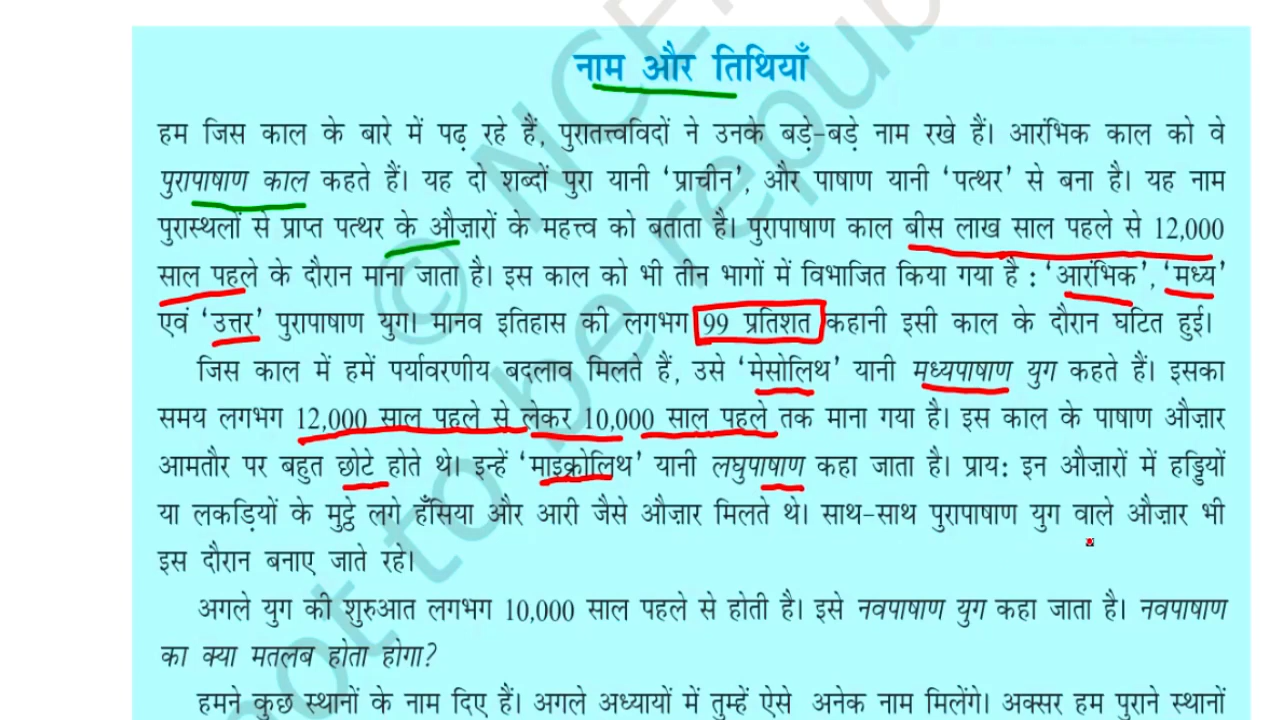 नाम और तिथियाँ
हम जिस काल के बारे में पढ़ रहे हैं, पुरातत्त्वविदों ने उनके बड़े-बड़े नाम रखे हैं। आरंभिक काल को वे
पुरापाषाण काल कहते हैं। यह दो शब्दों पुरा यानी ‘प्राचीन’, और पाषाण यानी ‘पत्थर’ से बना है। यह नाम
पुरास्थलों से प्राप्त पत्थर के औज़ारों के महत्त्व को बताता है। पुरापाषाण काल बीस लाख साल पहले से 12,000
साल पहले के दौरान माना जाता है। इस काल को भी तीन भागों में विभाजित किया गया है : ‘आरंभिक’, ‘मध्य’
एवं ‘उत्तर’ पुरापाषाण युग। मानव इतिहास की लगभग 99 प्रतिशत कहानी इसी काल के दौरान घटित हुई।
जिस काल में हमें पर्यावरणीय बदलाव मिलते हैं, उसे ‘मेसोलिथ’ यानी मध्यपाषाण युग कहते हैं। इसका
समय लगभग 12,000 साल पहले से लेकर 10,000 साल पहले तक माना गया है। इस काल के पाषाण औज़ार
आमतौर पर बहुत छोटे होते थे। इन्हें ‘माइक्रोलिथ’ यानी लघुपाषाण कहा जाता है। प्राय: इन औज़ारों में हड्डियों
या लकड़ियों के मुट्ठे लगे हँसिया और आरी जैसे औज़ार मिलते थे। साथ-साथ पुरापाषाण युग वाले औज़ार भी
इस दौरान बनाए जाते रहे।
अगले युग की शुरुआत लगभग 10,000 साल पहले से होती है। इसे नवपाषाण युग कहा जाता है। नवपाषाण
का क्या मतलब होता होगा?
हमने कुछ स्थानों के नाम दिए हैं। अगले अध्यायों में तुम्हें ऐसे अनेक नाम मिलेंगे। अक्सर हम पुराने स्थानों